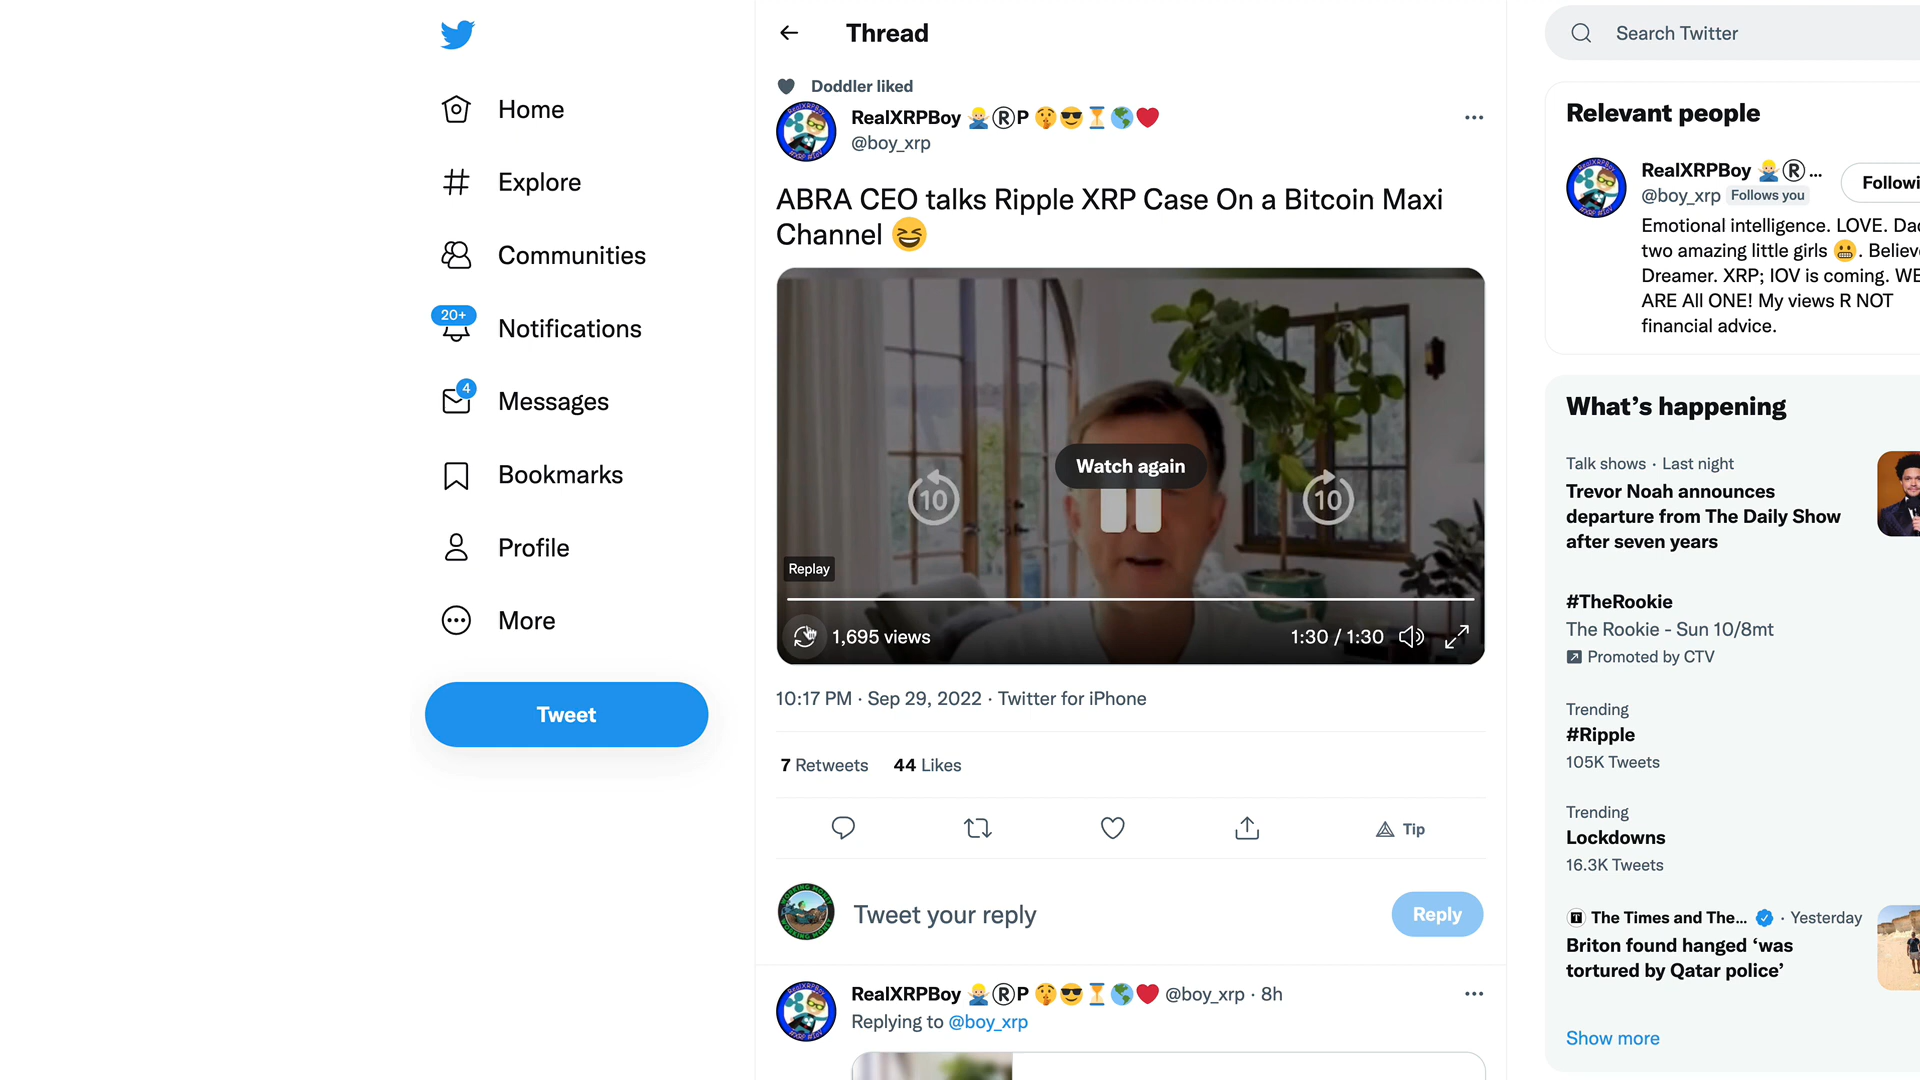 Home
Explore
Communities
20+
Notifications
4
Messages
Bookmarks
Profile
More
Tweet
Thread
Doddler liked
RealXRPBoy 🙅🏼‍♂️ⓇP 🤫😎⏳🌎❤️
@boy_xrp
ABRA CEO talks Ripple XRP Case On a Bitcoin Maxi
Channel 😆
Watch again
10
10
Replay
1,695 views
1:30 / 1:30
10:17 PM · Sep 29, 2022 · Twitter for iPhone
7 Retweets 44 Likes
Tip
Tweet your reply
Reply
RealXRPBoy 🙅🏼‍♂️ⓇP 🤫😎⏳🌎❤️ @boy_xrp · 8h
Replying to @boy_xrp
Search Twitter
Relevant people
RealXRPBoy 🙅🏼‍♂️Ⓡ...
@boy_xrp Follows you
Followi
Emotional intelligence. LOVE. Dad
two amazing little girls 😬. Believe
Dreamer. XRP; IOV is coming. WE
ARE All ONE! My views R NOT
financial advice.
What's happening
Talk shows · Last night
Trevor Noah announces
departure from The Daily Show
after seven years
#TheRookie
The Rookie - Sun 10/8mt
Promoted by CTV
Trending
#Ripple
105K Tweets
Trending
Lockdowns
16.3K Tweets
The Times and The... · Yesterday
Briton found hanged ‘was
tortured by Qatar police’
Show more